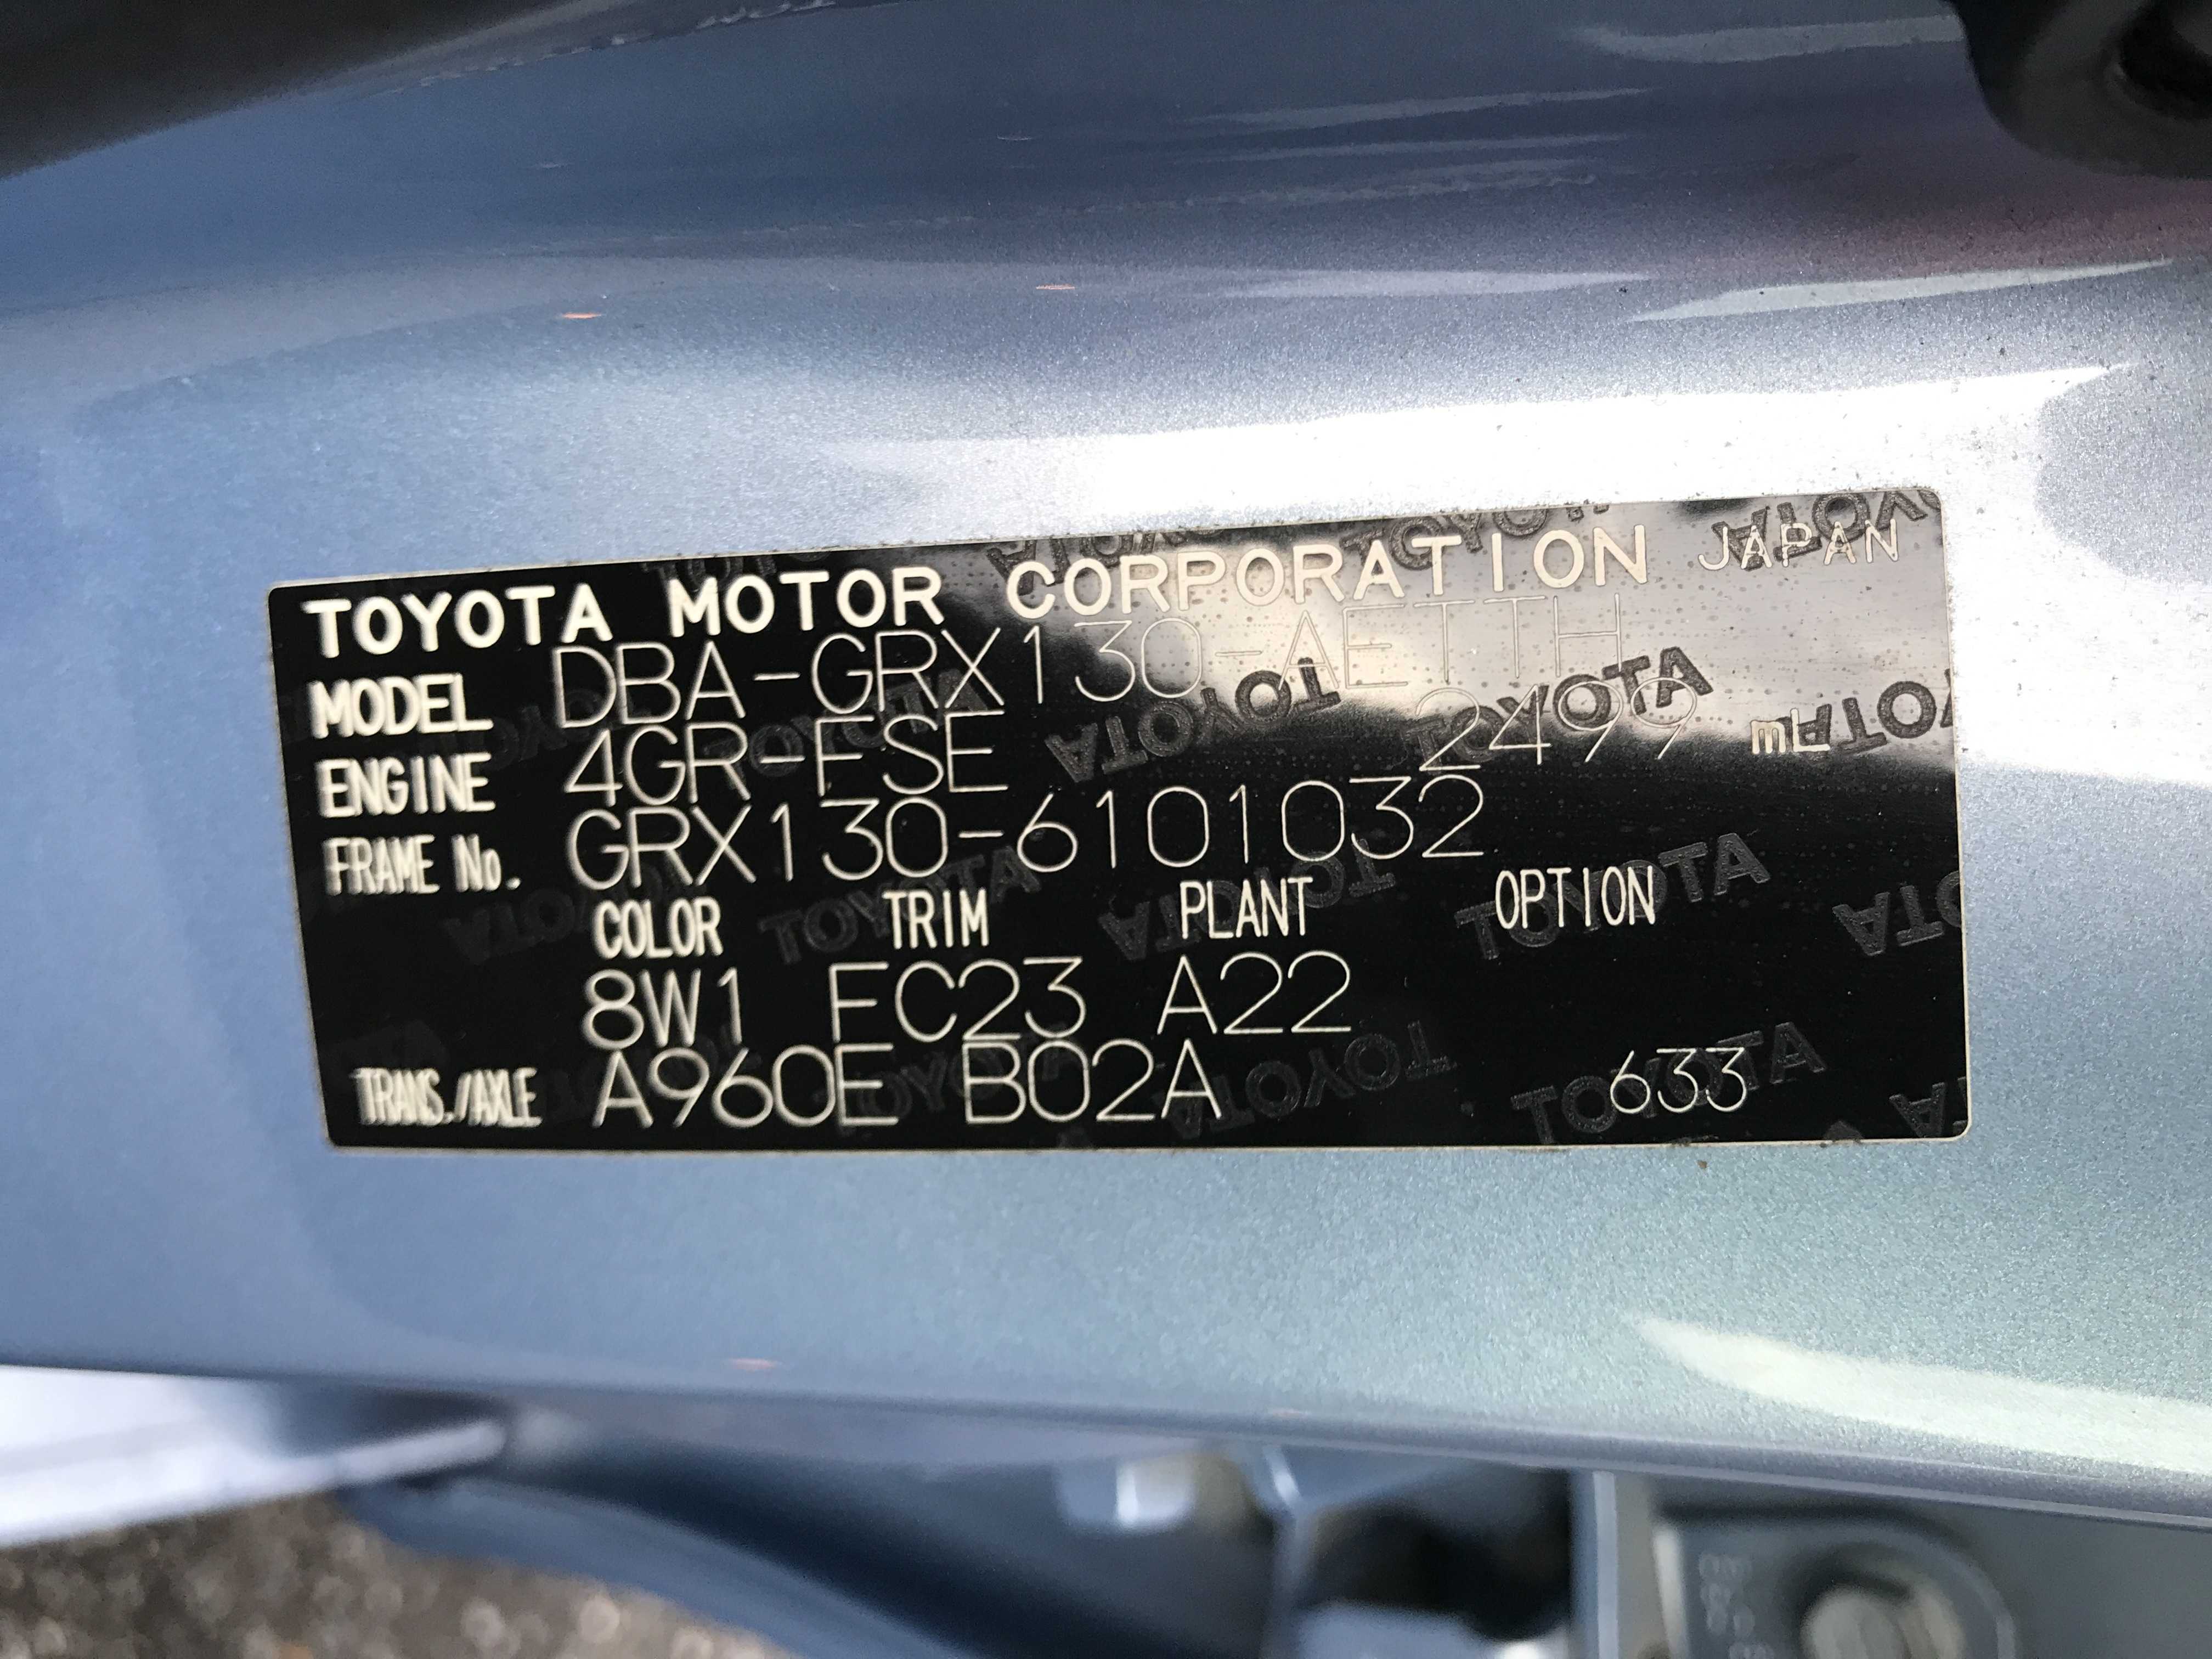 TOYOTA MOTOR CORPORATION JAPAN
MODEL DBA-GRX130-AETTH
ENGINE 4GR-FSE 2499 mL
FRAME No. GRX130-6101032
COLOR TRIM PLANT OPTION
8W1 FC23 A22
TRANS./AXLE A960E B02A 633